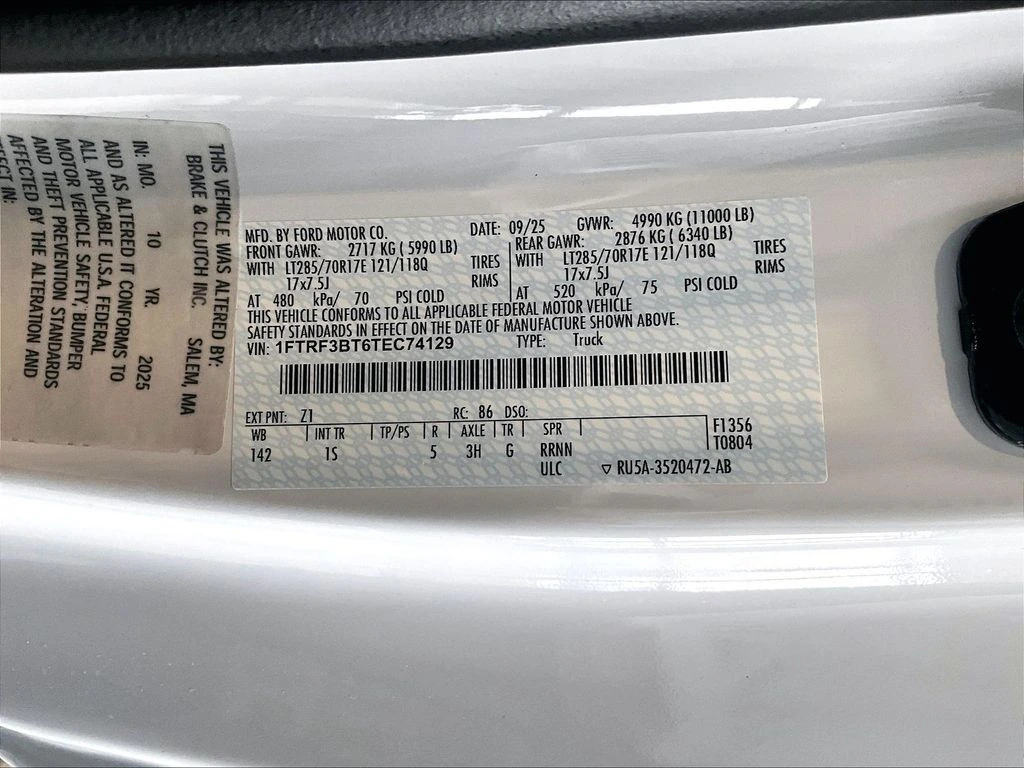 THIS VEHICLE WAS ALTERED BY:
BRAKE & CLUTCH INC. SALEM, MA
IN: MO. 10 YR. 2025
AND AS ALTERED IT CONFORMS TO
ALL APPLICABLE U.S.A. FEDERAL
MOTOR VEHICLE SAFETY, BUMPER
AND THEFT PREVENTION STANDARDS
AFFECTED BY THE ALTERATION AND
MFD. BY FORD MOTOR CO. DATE: 09/25 GVWR: 4990 KG (11000 LB)
FRONT GAWR: 2717 KG ( 5990 LB) REAR GAWR: 2876 KG ( 6340 LB)
WITH LT285/70R17E 121/118Q TIRES WITH LT285/70R17E 121/118Q TIRES
17x7.5J RIMS 17x7.5J RIMS
AT 480 kPa/ 70 PSI COLD AT 520 kPa/ 75 PSI COLD
THIS VEHICLE CONFORMS TO ALL APPLICABLE FEDERAL MOTOR VEHICLE
SAFETY STANDARDS IN EFFECT ON THE DATE OF MANUFACTURE SHOWN ABOVE.
VIN: 1FTRF3BT6TEC74129 TYPE: Truck
EXT PNT: Z1 RC: 86 DSO:
WB INT TR TP/PS R AXLE TR SPR F1356
142 1S 5 3H G RRNN T0804
ULC ▽ RU5A-3520472-AB